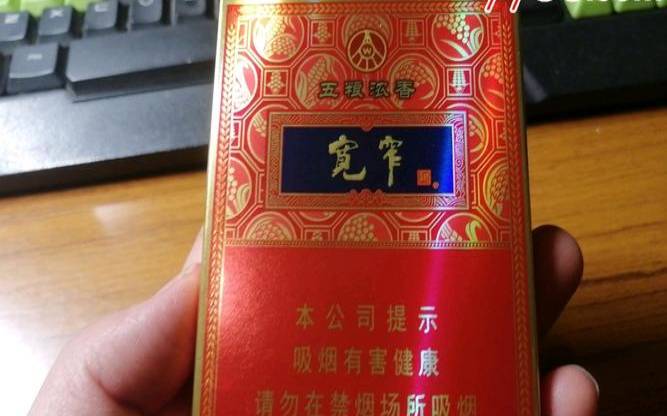 五粮浓香
宽窄
本公司提示
吸烟有害健康
请勿在禁烟场所吸烟